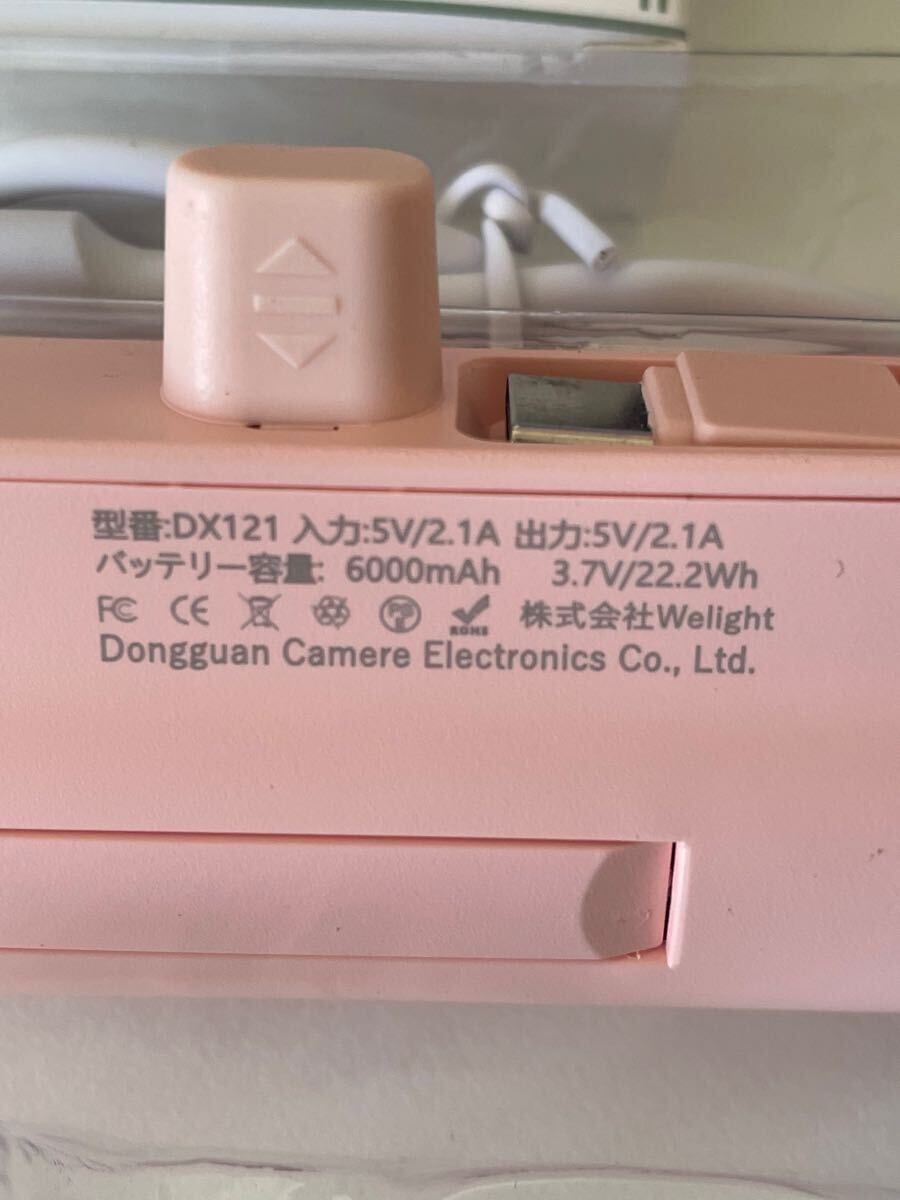 型番:DX121 入力:5V/2.1A 出力:5V/2.1A
バッテリー容量: 6000mAh 3.7V/22.2Wh
FC CE PSE ROHS 株式会社Welight
Dongguan Camere Electronics Co., Ltd.